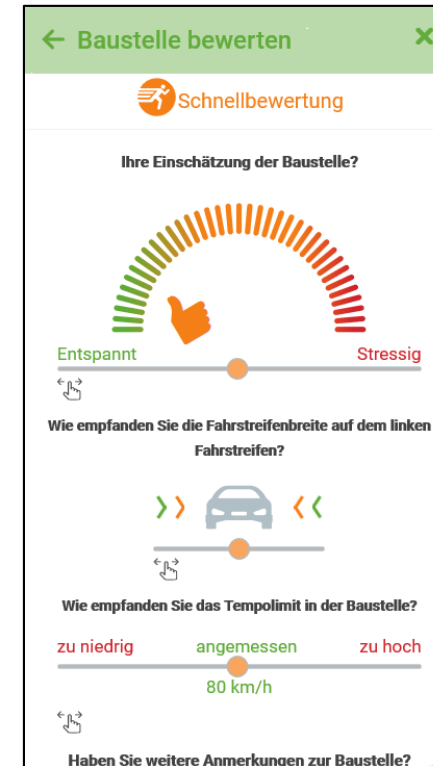 Baustelle bewerten
Schnellbewertung
Ihre Einschätzung der Baustelle?
Entspannt
Stressig
Wie empfanden Sie die Fahrstreifenbreite auf dem linken
Fahrstreifen?
Wie empfanden Sie das Tempolimit in der Baustelle?
zu niedrig
angemessen
zu hoch
80 km/h
Haben Sie weitere Anmerkungen zur Baustelle?